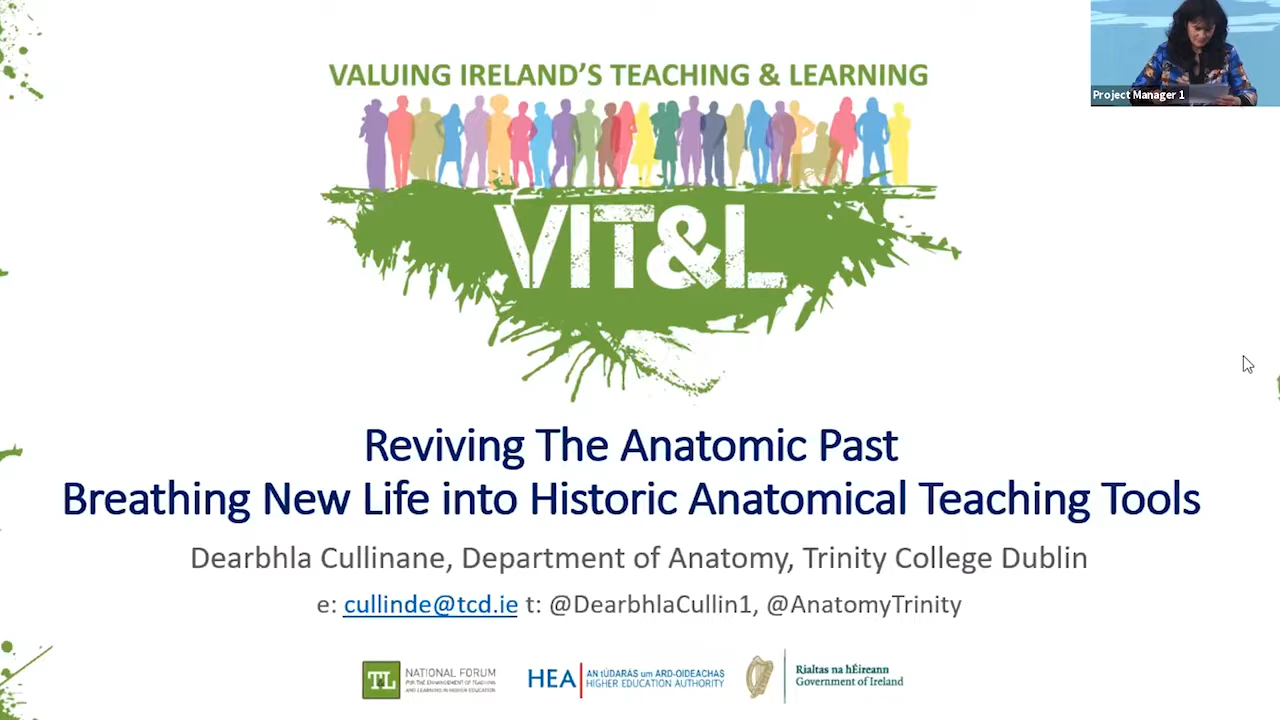 Project Manager 1
VALUING IRELAND'S TEACHING & LEARNING
VIT&L
Reviving The Anatomic Past
Breathing New Life into Historic Anatomical Teaching Tools
Dearbhla Cullinane, Department of Anatomy, Trinity College Dublin
e: cullinde@tcd.ie t: @DearbhlaCullin1, @AnatomyTrinity
TL
NATIONAL FORUM
FOR THE ENHANCEMENT OF TEACHING
AND LEARNING IN HIGHER EDUCATION
HEA
AN tÚDARÁS um ARD-OIDEACHAS
HIGHER EDUCATION AUTHORITY
Rialtas na hÉireann
Government of Ireland